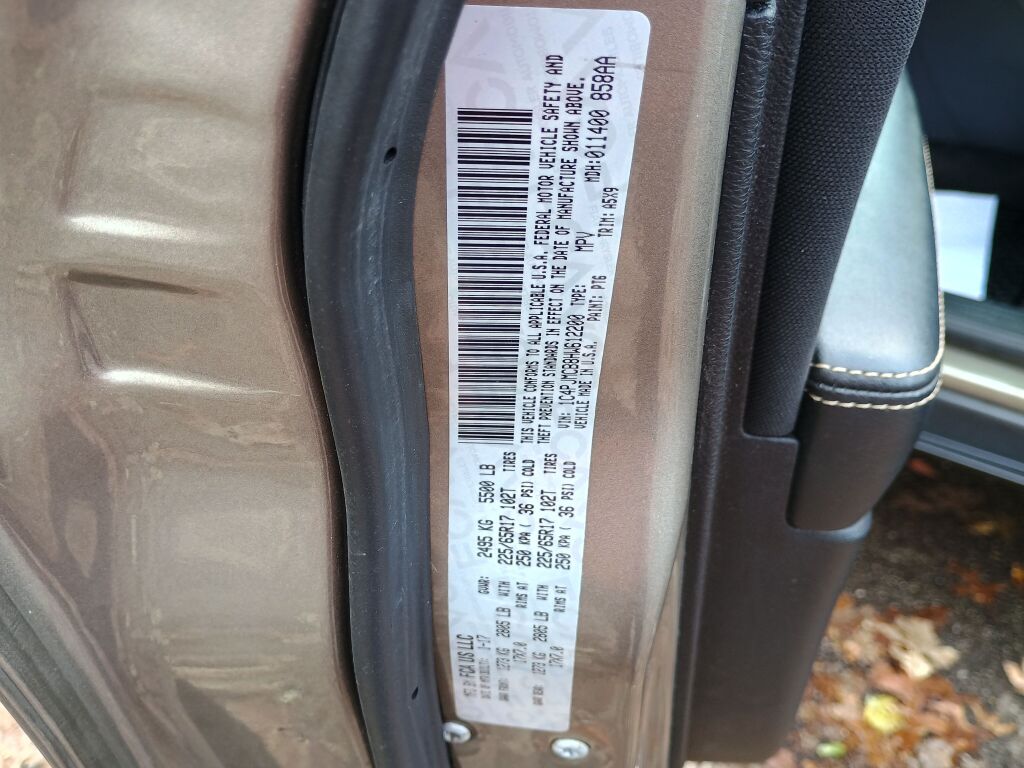 MFD BY: FCA US LLC
DATE OF MFR(MO/YR): 1-17 GVWR: 2495 KG 5500 LB
GAWR FRONT: 1273 KG 2805 LB WITH 225/65R17 102T TIRES
17X7.0 RIMS AT 250 KPA ( 36 PSI) COLD
GAWR REAR: 1273 KG 2805 LB WITH 225/65R17 102T TIRES
17X7.0 RIMS AT 250 KPA ( 36 PSI) COLD
THIS VEHICLE CONFORMS TO ALL APPLICABLE U.S.A. FEDERAL MOTOR VEHICLE SAFETY AND
THEFT PREVENTION STANDARDS IN EFFECT ON THE DATE OF MANUFACTURE SHOWN ABOVE.
VIN: 1C4PJMCB8HW612200 TYPE: MPV MDH:011400 858AA
VEHICLE MADE IN U.S.A. PAINT: PT6 TRIM: A5X9